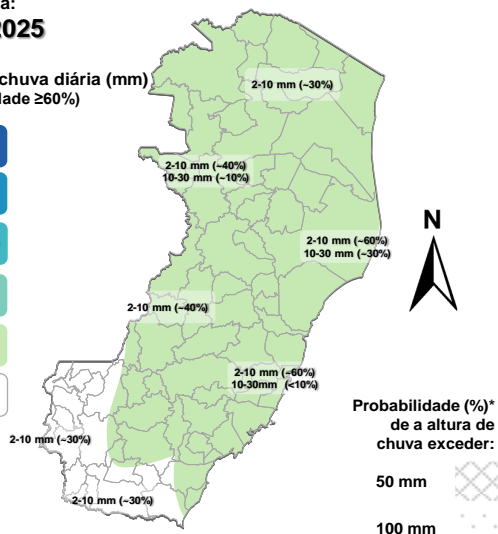 2025
chuva diária (mm)
≥60%)
2-10 mm (~30%)
2-10 mm (~40%)
10-30 mm (~10%)
2-10 mm (~60%)
10-30 mm (~30%)
N
2-10 mm (~40%)
2-10 mm (~60%)
10-30mm (<10%)
2-10 mm (~30%)
2-10 mm (~30%)
Probabilidade (%)*
de a altura de
chuva exceder:
50 mm
100 mm